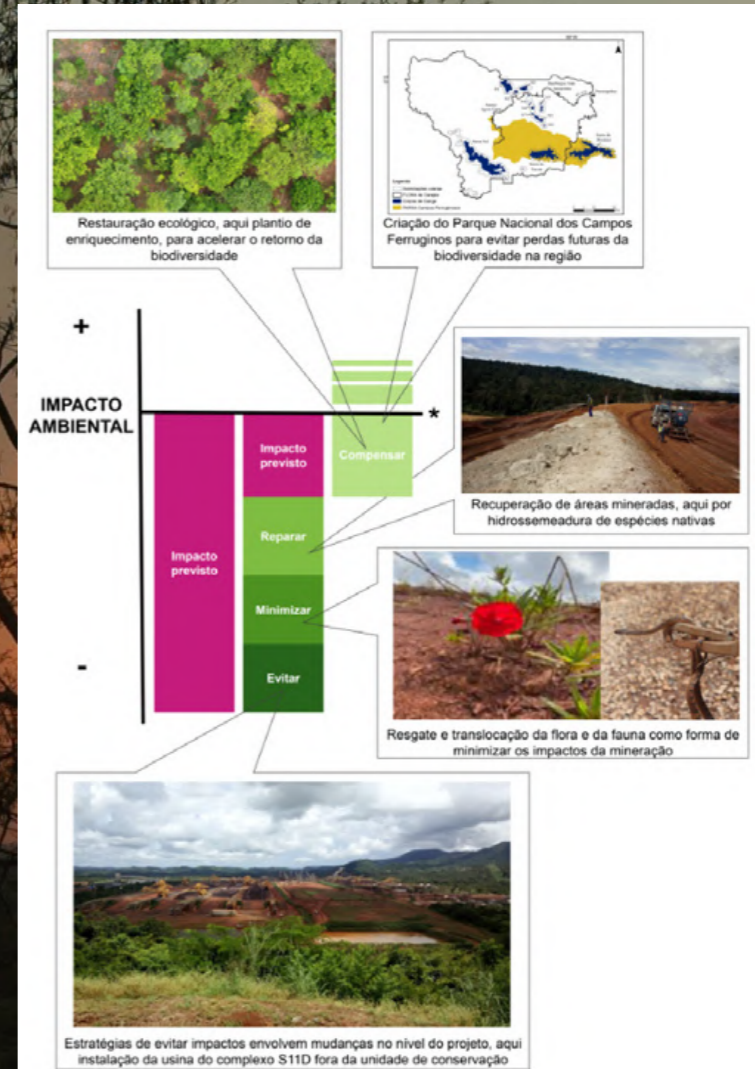 Restauração ecológico, aqui plantio de
enriquecimento, para acelerar o retorno da
biodiversidade
Legenda
Criação do Parque Nacional dos Campos
Ferruginos para evitar perdas futuras da
biodiversidade na região
+
IMPACTO
AMBIENTAL
-
*
Impacto
previsto
Impacto
previsto
Compensar
Reparar
Minimizar
Evitar
Recuperação de áreas mineradas, aqui por
hidrossemeadura de espécies nativas
Resgate e translocação da flora e da fauna como forma de
minimizar os impactos da mineração
Estratégias de evitar impactos envolvem mudanças no nível do projeto, aqui
instalação da usina do complexo S11D fora da unidade de conservação